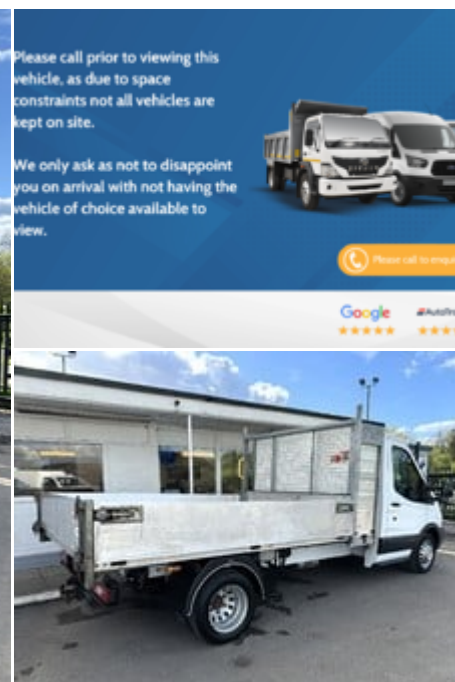 Please call prior to viewing this
vehicle, as due to space
constraints not all vehicles are
kept on site.
We only ask as not to disappoint
you on arrival with not having the
vehicle of choice available to
view.
Please call to enqui
Google
AutoTra